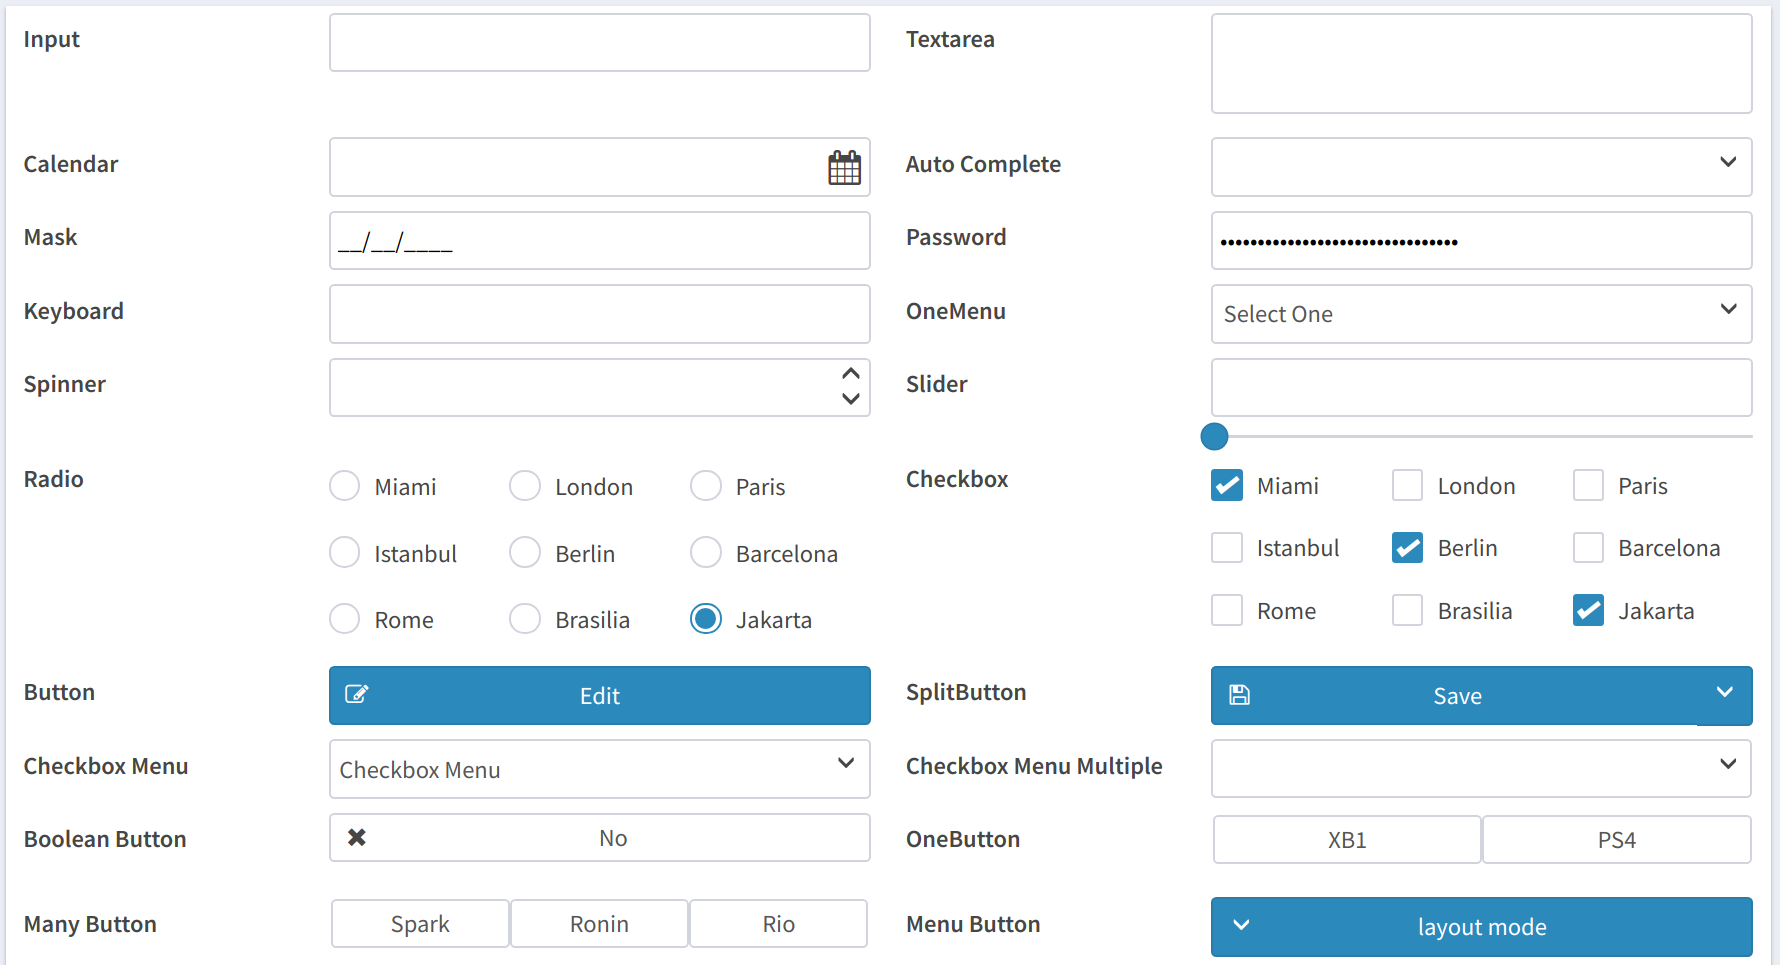 Input
Textarea
Calendar
Auto Complete
Mask __/__/____
Password ••••••••••••••••••••••••••••••••
Keyboard
OneMenu Select One
Spinner
Slider
Radio
Miami London Paris
Istanbul Berlin Barcelona
Rome Brasilia Jakarta
Checkbox
Miami London Paris
Istanbul Berlin Barcelona
Rome Brasilia Jakarta
Button Edit
SplitButton Save
Checkbox Menu Checkbox Menu
Checkbox Menu Multiple
Boolean Button No
OneButton XB1 PS4
Many Button Spark Ronin Rio
Menu Button layout mode